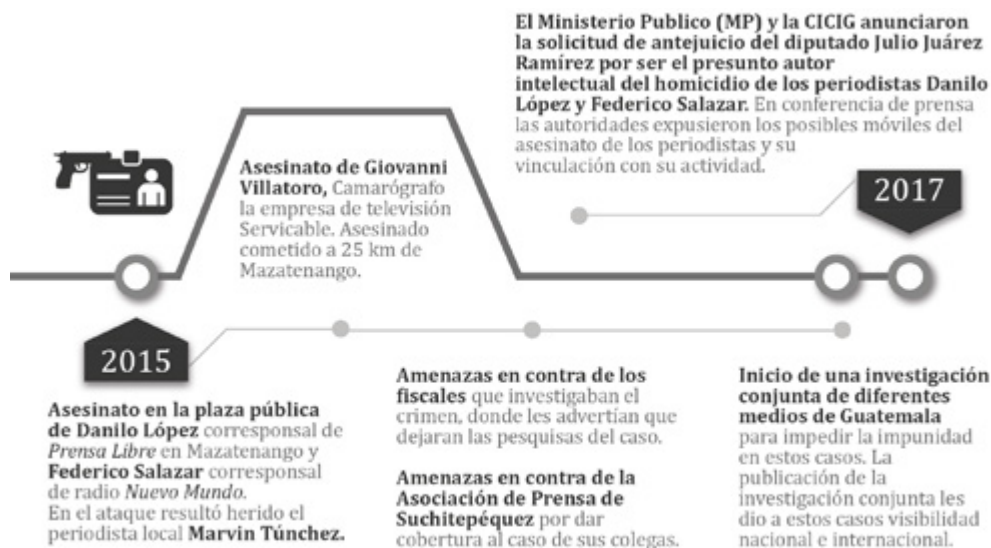 El Ministerio Publico (MP) y la CICIG anunciaron
la solicitud de antejuicio del diputado Julio Juárez
Ramírez por ser el presunto autor
intelectual del homicidio de los periodistas Danilo
López y Federico Salazar. En conferencia de prensa
las autoridades expusieron los posibles móviles del
asesinato de los periodistas y su
vinculación con su actividad.
Asesinato de Giovanni
Villatoro, Camarógrafo
la empresa de televisión
Servicable. Asesinado
cometido a 25 km de
Mazatenango.
2017
2015
Asesinato en la plaza pública
de Danilo López corresponsal de
Prensa Libre en Mazatenango y
Federico Salazar corresponsal
de radio Nuevo Mundo.
En el ataque resultó herido el
periodista local Marvin Túnchez.
Amenazas en contra de los
fiscales que investigaban el
crimen, donde les advertían que
dejaran las pesquisas del caso.
Amenazas en contra de la
Asociación de Prensa de
Suchitepéquez por dar
cobertura al caso de sus colegas.
Inicio de una investigación
conjunta de diferentes
medios de Guatemala
para impedir la impunidad
en estos casos. La
publicación de la
investigación conjunta les
dio a estos casos visibilidad
nacional e internacional.